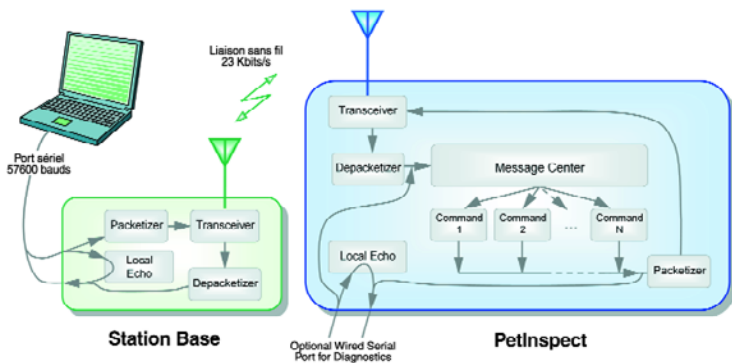 Liaison sans fil
23 Kbits/s
Port sériel
57600 bauds
Packetizer
Transceiver
Local
Echo
Depacketizer
Station Base
Transceiver
Depacketizer
Message Center
Command
1
Command
2
...
Command
N
Local Echo
Packetizer
Optional Wired Serial
Port for Diagnostics
PetInspect